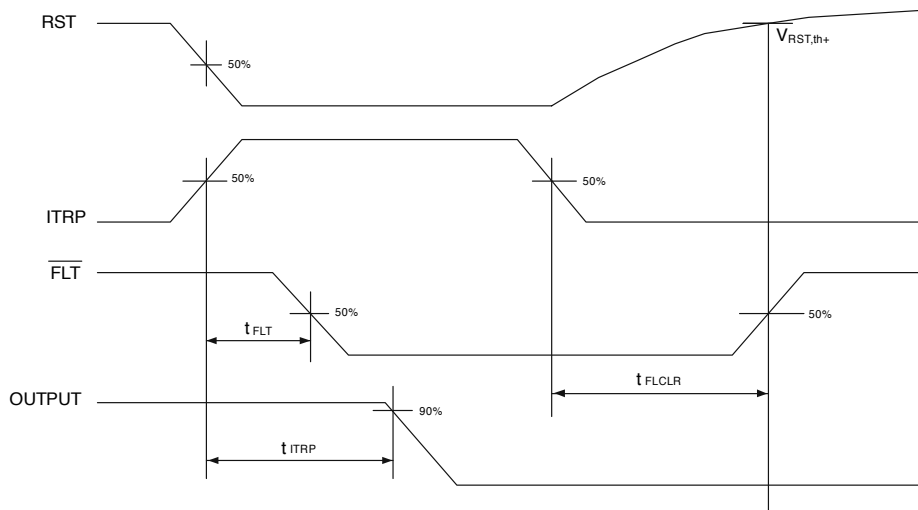 RST
50%
V RST,th+
ITRP
50%
50%
FLT
50%
50%
t FLT
t FLCLR
OUTPUT
90%
t ITRP